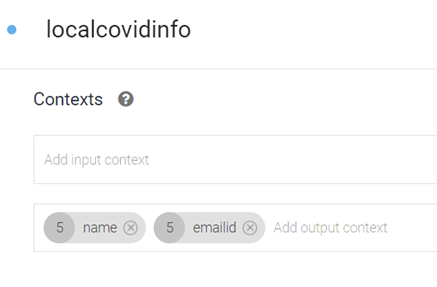 localcovidinfo
Contexts ?
Add input context
5 name 5 emailid Add output context